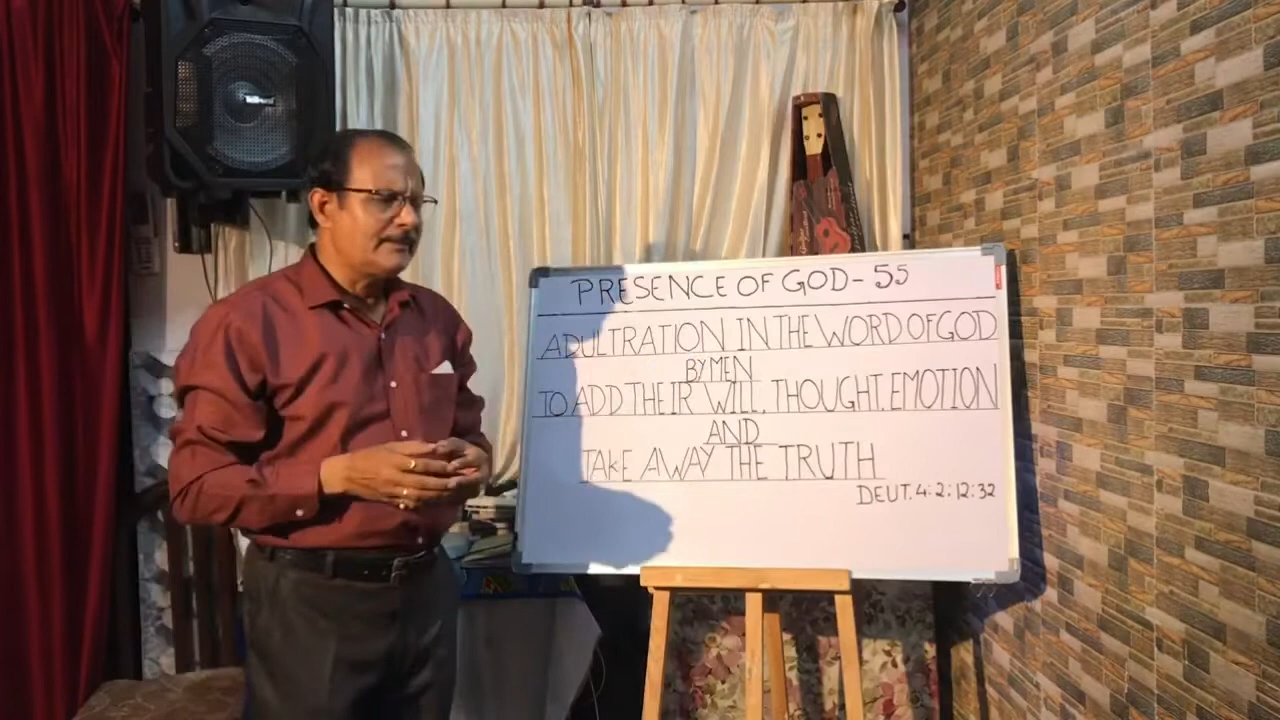 PRESENCE OF GOD - 55
ADULTRATION IN THE WORD OF GOD
BY MEN
TO ADD THEIR WILL, THOUGHT, EMOTION
AND
TAKE AWAY THE TRUTH
DEUT. 4:2:12:32